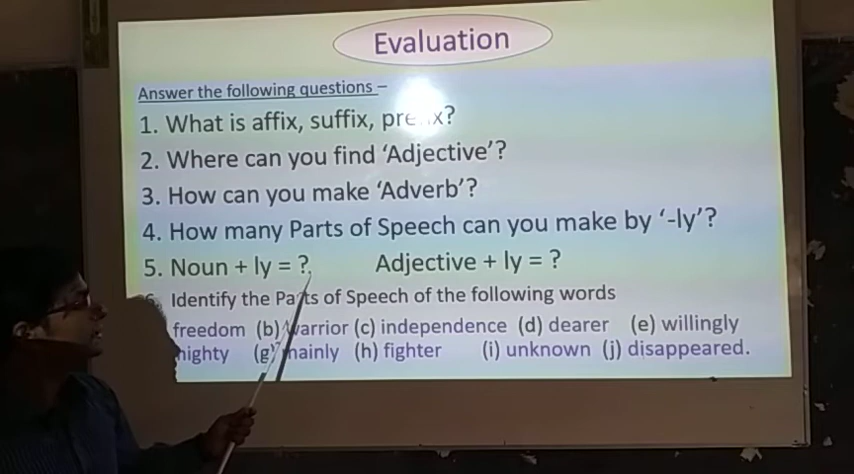 Evaluation
Answer the following questions –
1. What is affix, suffix, prefix?
2. Where can you find ‘Adjective’?
3. How can you make ‘Adverb’?
4. How many Parts of Speech can you make by ‘-ly’?
5. Noun + ly = ? Adjective + ly = ?
Identify the Parts of Speech of the following words
freedom (b) warrior (c) independence (d) dearer (e) willingly
(g) mainly (h) fighter (i) unknown (j) disappeared.